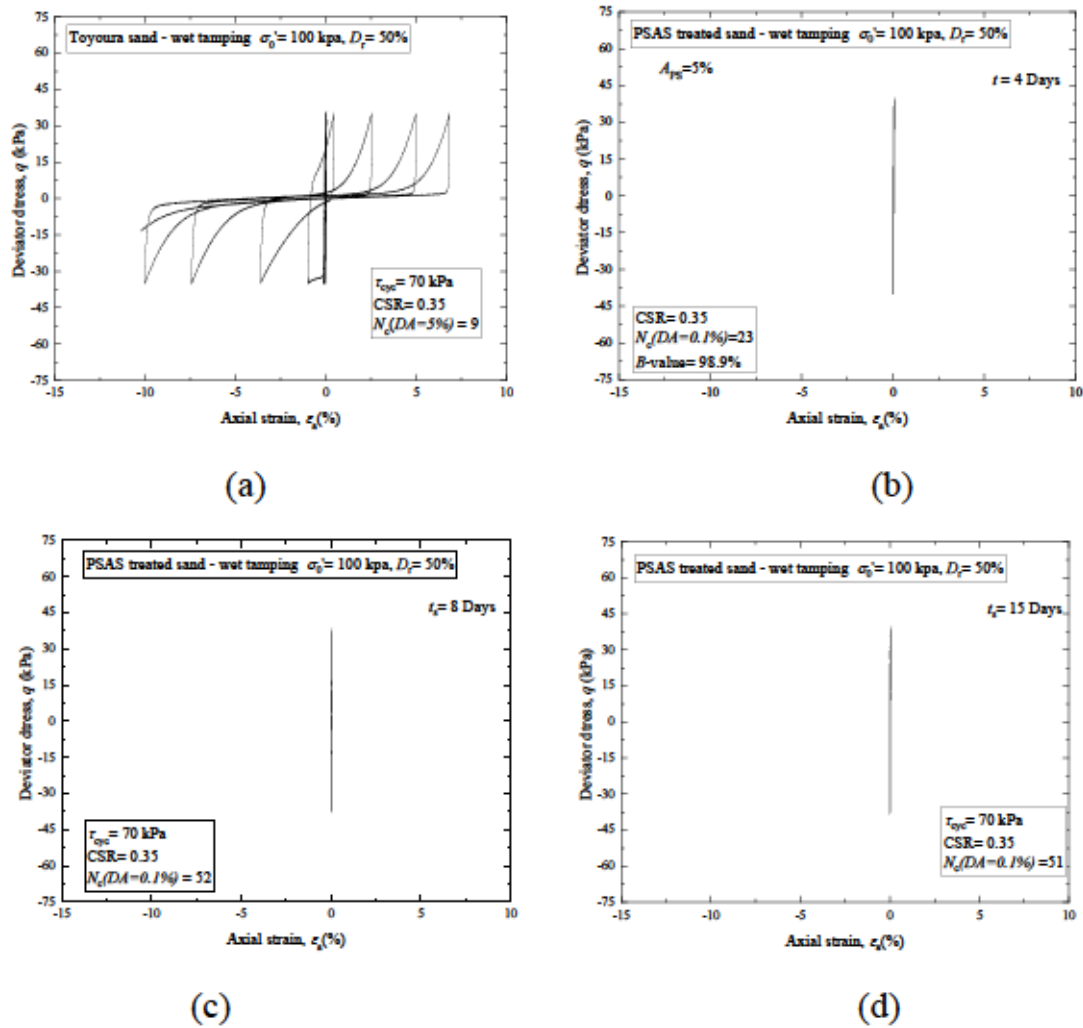 75
60
45
30
15
0
-15
-30
-45
-60
-75
Deviator dtress, q (kPa)
Toyoura sand - wet tamping σ0'= 100 kpa, Dr= 50%
τcyc= 70 kPa
CSR= 0.35
Nc(DA=5%) = 9
-15 -10 -5 0 5 10
Axial strain, εa(%)
(a)
75
60
45
30
15
0
-15
-30
-45
-60
-75
Deviator dtress, q (kPa)
PSAS treated sand - wet tamping σ0'= 100 kpa, Dr= 50%
APS=5%
t = 4 Days
CSR= 0.35
Nc(DA=0.1%)=23
B-value= 98.9%
-15 -10 -5 0 5 10
Axial strain, εa(%)
(b)
75
60
45
30
15
0
-15
-30
-45
-60
-75
Deviator dtress, q (kPa)
PSAS treated sand - wet tamping σ0'= 100 kpa, Dr= 50%
ts= 8 Days
τcyc= 70 kPa
CSR= 0.35
Nc(DA=0.1%) = 52
-15 -10 -5 0 5 10
Axial strain, εa(%)
(c)
75
60
45
30
15
0
-15
-30
-45
-60
-75
Deviator dtress, q (kPa)
PSAS treated sand - wet tamping σ0'= 100 kpa, Dr= 50%
ts= 15 Days
τcyc= 70 kPa
CSR= 0.35
Nc(DA=0.1%) =51
-15 -10 -5 0 5 10
Axial strain, εa(%)
(d)